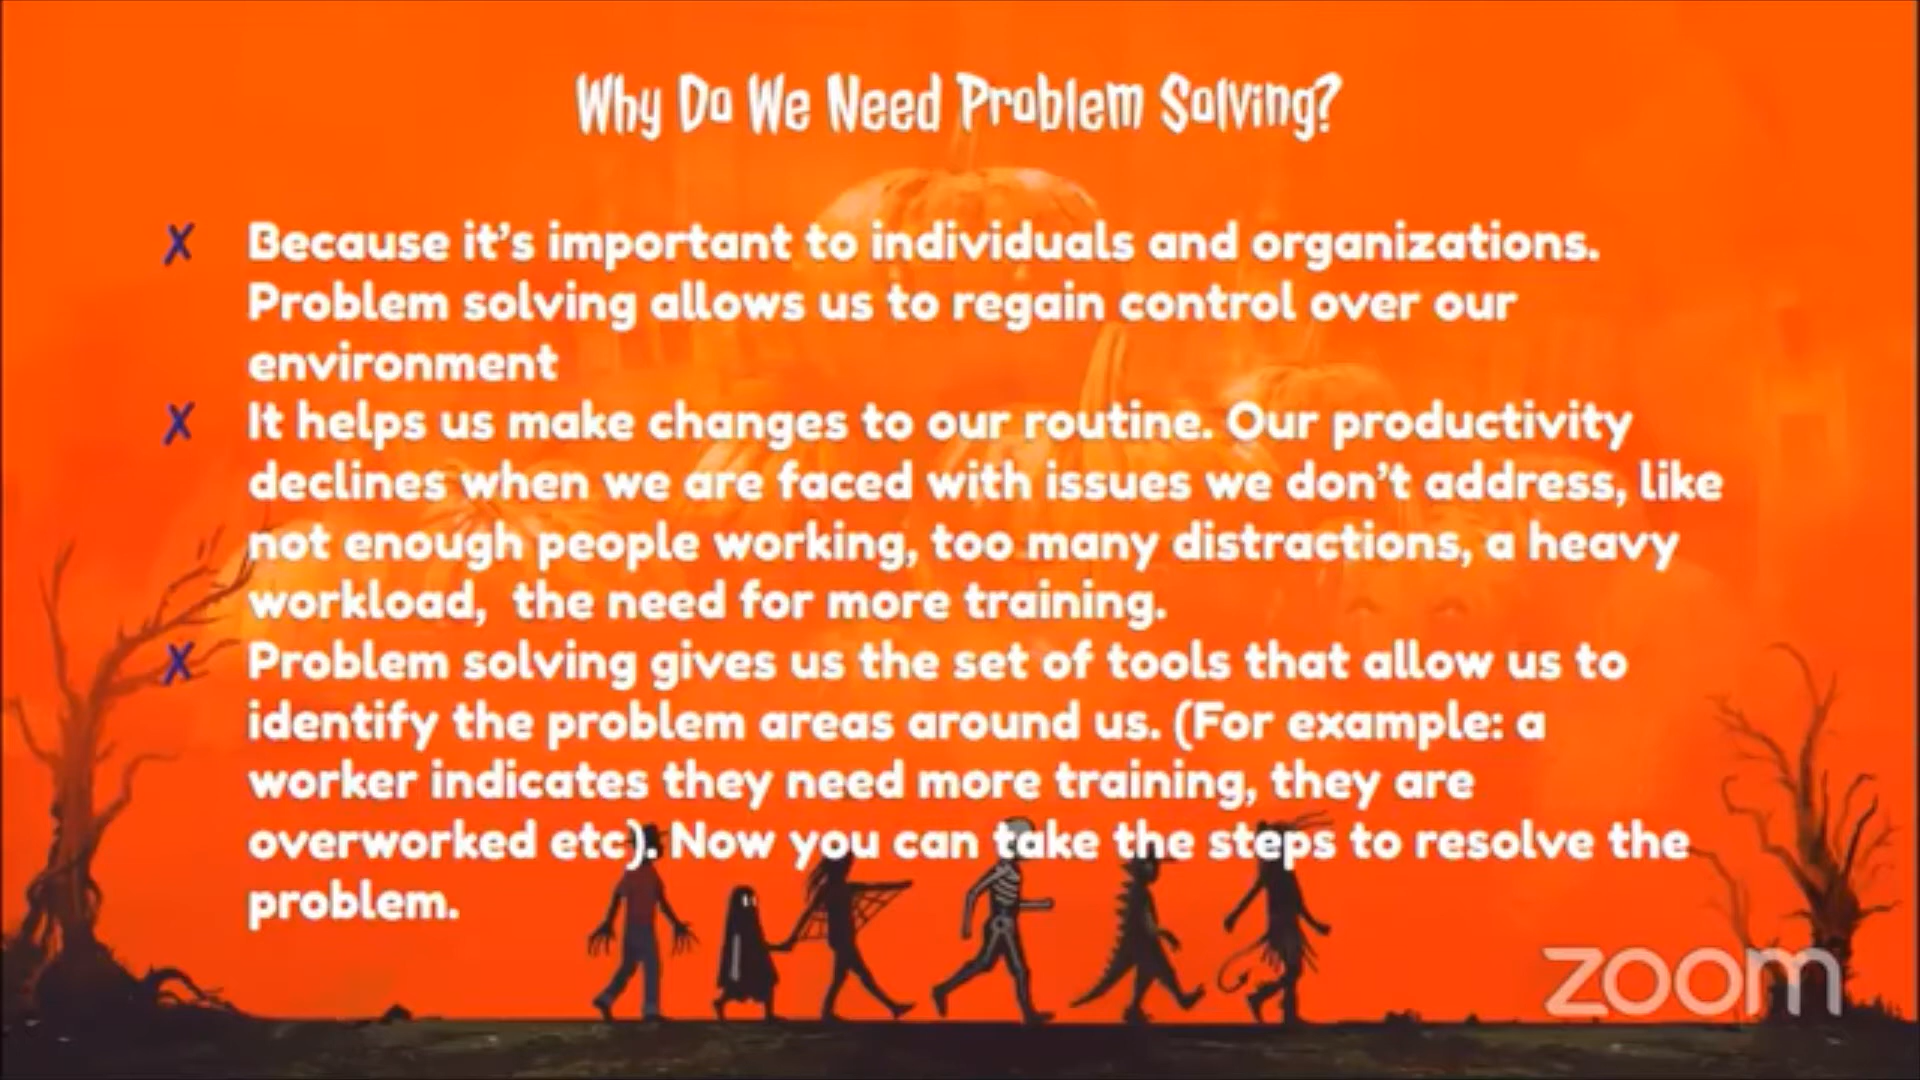 Why Do We Need Problem Solving?
✗ Because it's important to individuals and organizations.
Problem solving allows us to regain control over our
environment
✗ It helps us make changes to our routine. Our productivity
declines when we are faced with issues we don't address, like
not enough people working, too many distractions, a heavy
workload,  the need for more training.
✗ Problem solving gives us the set of tools that allow us to
identify the problem areas around us. (For example: a
worker indicates they need more training, they are
overworked etc). Now you can take the steps to resolve the
problem.
zoom